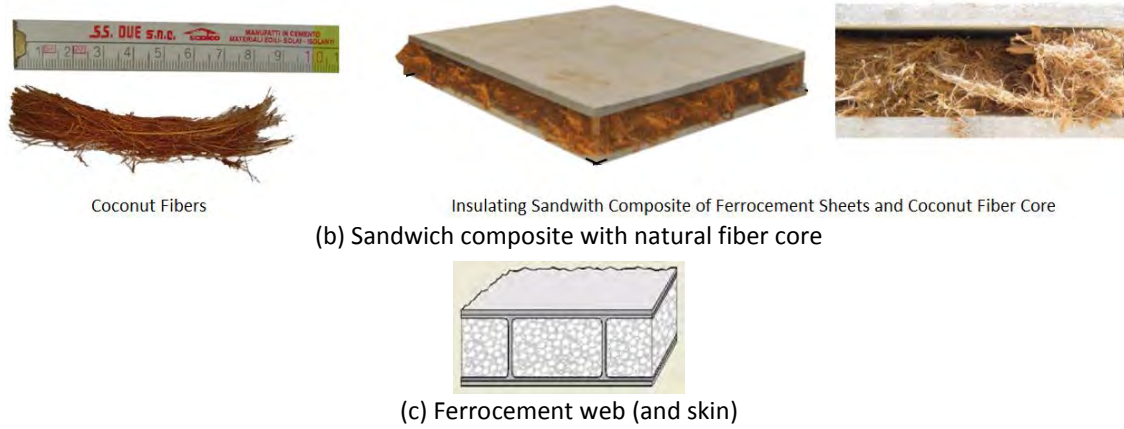 S.S. DUE s.n.c. EDILCO MANUFATTI IN CEMENTO
MATERIALI EDILI - SOLAI - ISOLANTI
1 2 3 4 5 6 7 8 9 10 1
Coconut Fibers
Insulating Sandwith Composite of Ferrocement Sheets and Coconut Fiber Core
(b) Sandwich composite with natural fiber core
(c) Ferrocement web (and skin)